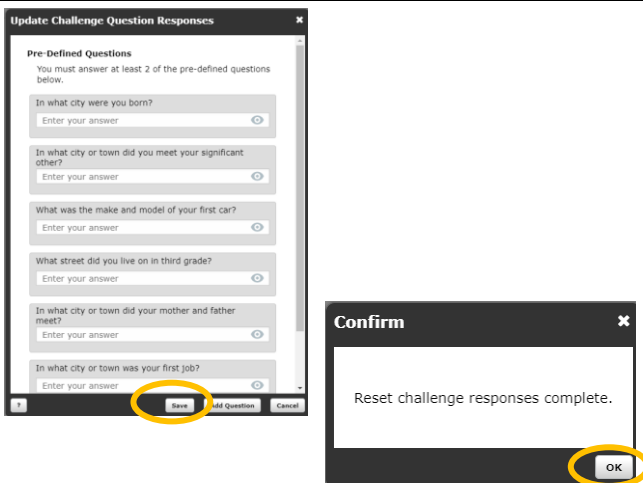 Update Challenge Question Responses
Pre-Defined Questions
You must answer at least 2 of the pre-defined questions
below.
In what city were you born?
Enter your answer
In what city or town did you meet your significant
other?
Enter your answer
What was the make and model of your first car?
Enter your answer
What street did you live on in third grade?
Enter your answer
In what city or town did your mother and father
meet?
Enter your answer
In what city or town was your first job?
Enter your answer
? Save Add Question Cancel
Confirm
Reset challenge responses complete.
OK